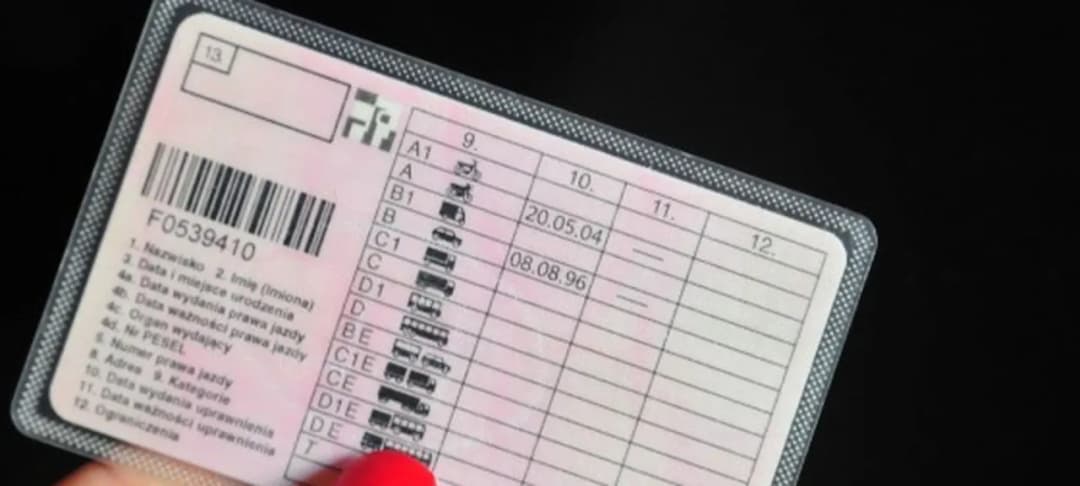 13.
F0539410
1. Nazwisko 2. Imię (Imiona)
3. Data i miejsce urodzenia
4a. Data wydania prawa jazdy
4b. Data ważności prawa jazdy
4c. Organ wydający
4d. Nr PESEL
5. Numer prawa jazdy
8. Adres 9. Kategorie
10. Data wydania uprawnienia
11. Data ważności uprawnienia
12. Ograniczenia
9. 10. 11. 12.
A1
A 20.05.04 —
B1
B 08.08.96 —
C1
C
D1
D
BE
C1E
CE
D1E
DE
T